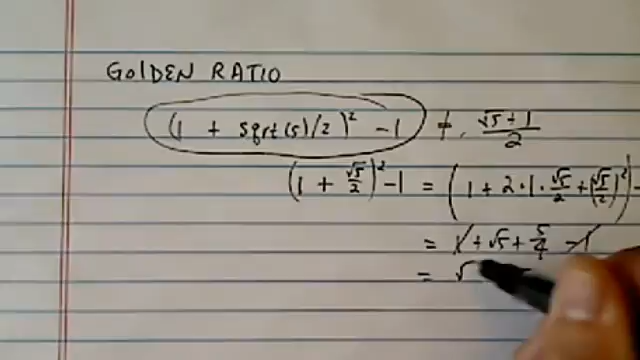 GOLDEN RATIO
(1 + sqrt(5)/2)² -1 ≠ √5+1/2
(1 + √5/2)² -1 = (1 + 2·1·√5/2 + (√5/2)²) -
= 1 + √5 + 5/4 -1
= √